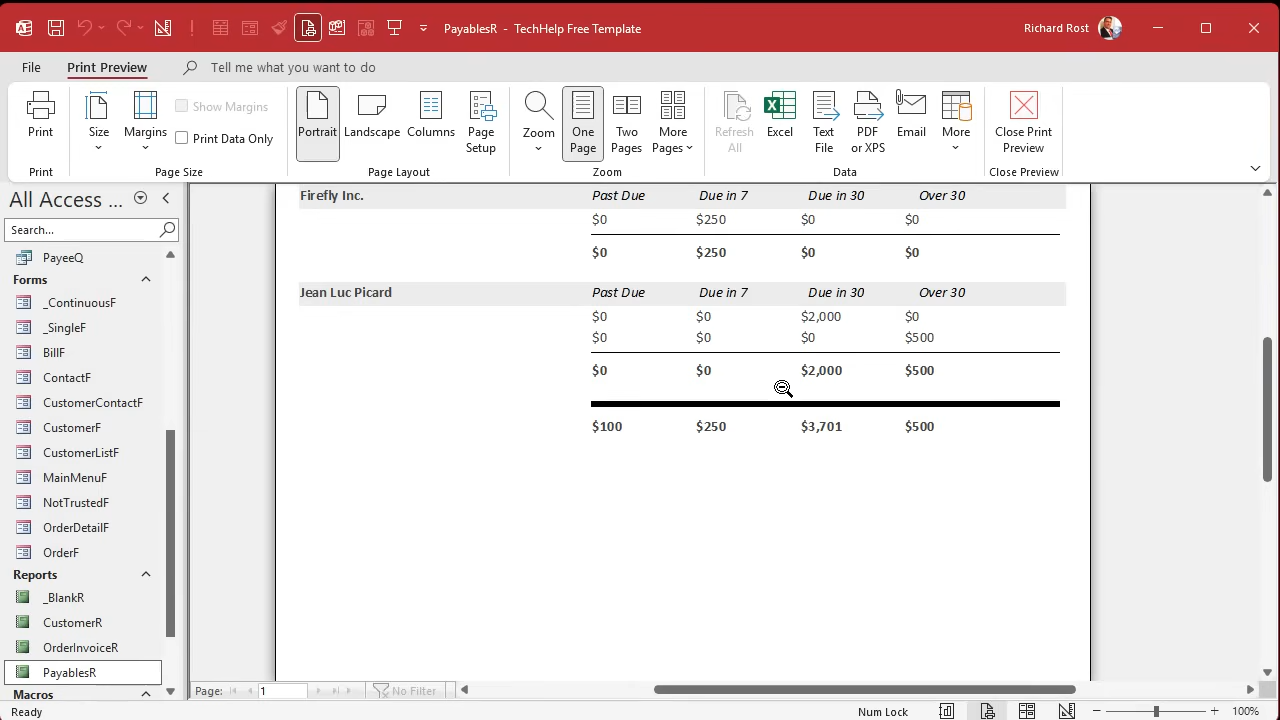 PayablesR - TechHelp Free Template
Richard Rost
File
Print Preview
Tell me what you want to do
Print
Size
Margins
Show Margins
Print Data Only
Portrait
Landscape
Columns
Page Setup
Zoom
One Page
Two Pages
More Pages
Refresh All
Excel
Text File
PDF or XPS
Email
More
Close Print Preview
Print
Page Size
Page Layout
Zoom
Data
Close Preview
All Access ...
Search...
PayeeQ
Forms
_ContinuousF
_SingleF
BillF
ContactF
CustomerContactF
CustomerF
CustomerListF
MainMenuF
NotTrustedF
OrderDetailF
OrderF
Reports
_BlankR
CustomerR
OrderInvoiceR
PayablesR
Macros
Firefly Inc. Past Due Due in 7 Due in 30 Over 30
$0 $250 $0 $0
$0 $250 $0 $0
Jean Luc Picard Past Due Due in 7 Due in 30 Over 30
$0 $0 $2,000 $0
$0 $0 $0 $500
$0 $0 $2,000 $500
$100 $250 $3,701 $500
Page: 1 No Filter
Ready
Num Lock
100%